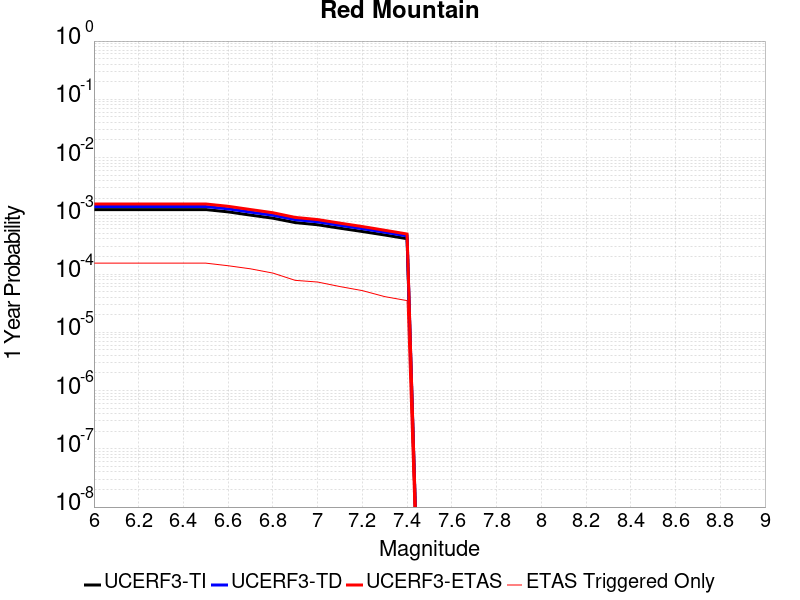 Red Mountain
1 Year Probability
10^0
10^-1
10^-2
10^-3
10^-4
10^-5
10^-6
10^-7
10^-8
6 6.2 6.4 6.6 6.8 7 7.2 7.4 7.6 7.8 8 8.2 8.4 8.6 8.8 9
Magnitude
UCERF3-TI UCERF3-TD UCERF3-ETAS ETAS Triggered Only